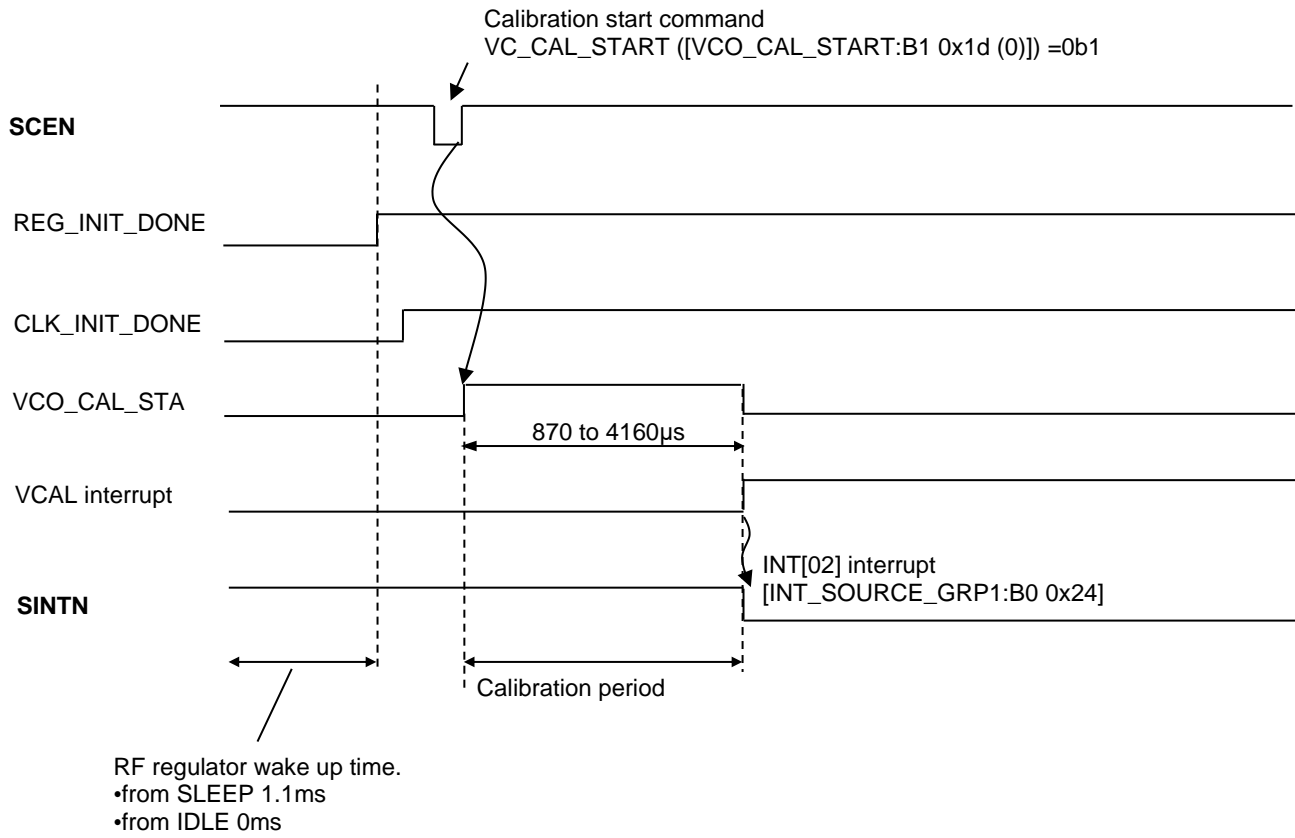 Calibration start command
VC_CAL_START ([VCO_CAL_START:B1 0x1d (0)]) =0b1
SCEN
REG_INIT_DONE
CLK_INIT_DONE
VCO_CAL_STA
870 to 4160µs
VCAL interrupt
INT[02] interrupt
[INT_SOURCE_GRP1:B0 0x24]
SINTN
Calibration period
RF regulator wake up time.
•from SLEEP 1.1ms
•from IDLE 0ms